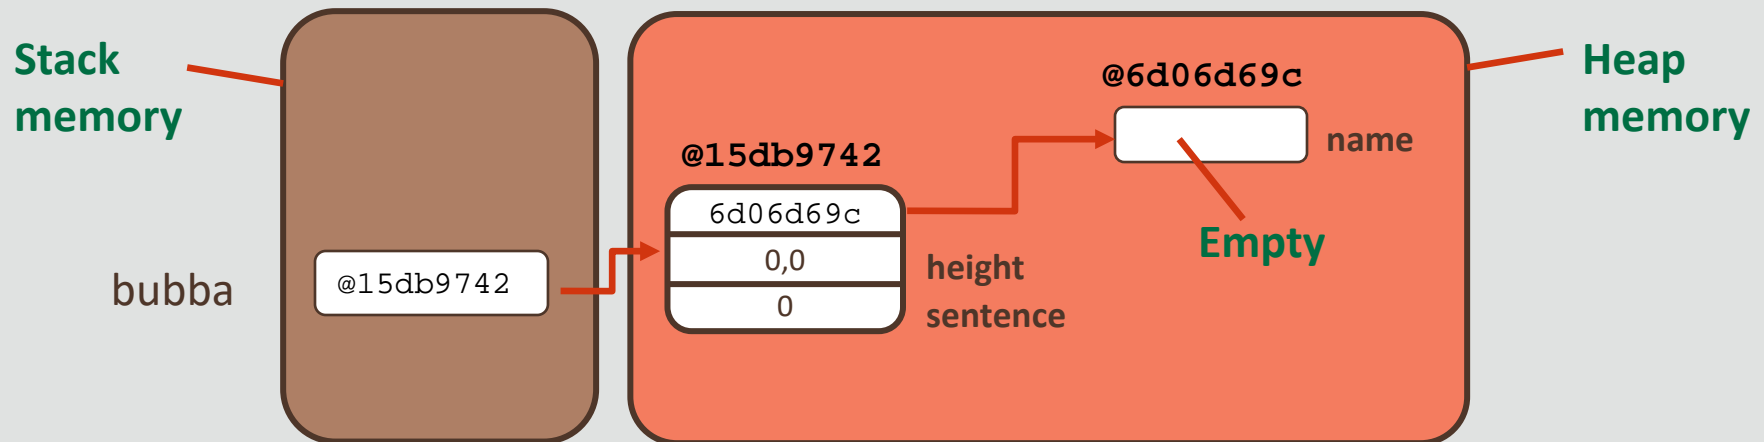 Stack
memory
bubba
@15db9742
@15db9742
6d06d69c
0,0
0
height
sentence
@6d06d69c
name
Empty
Heap
memory